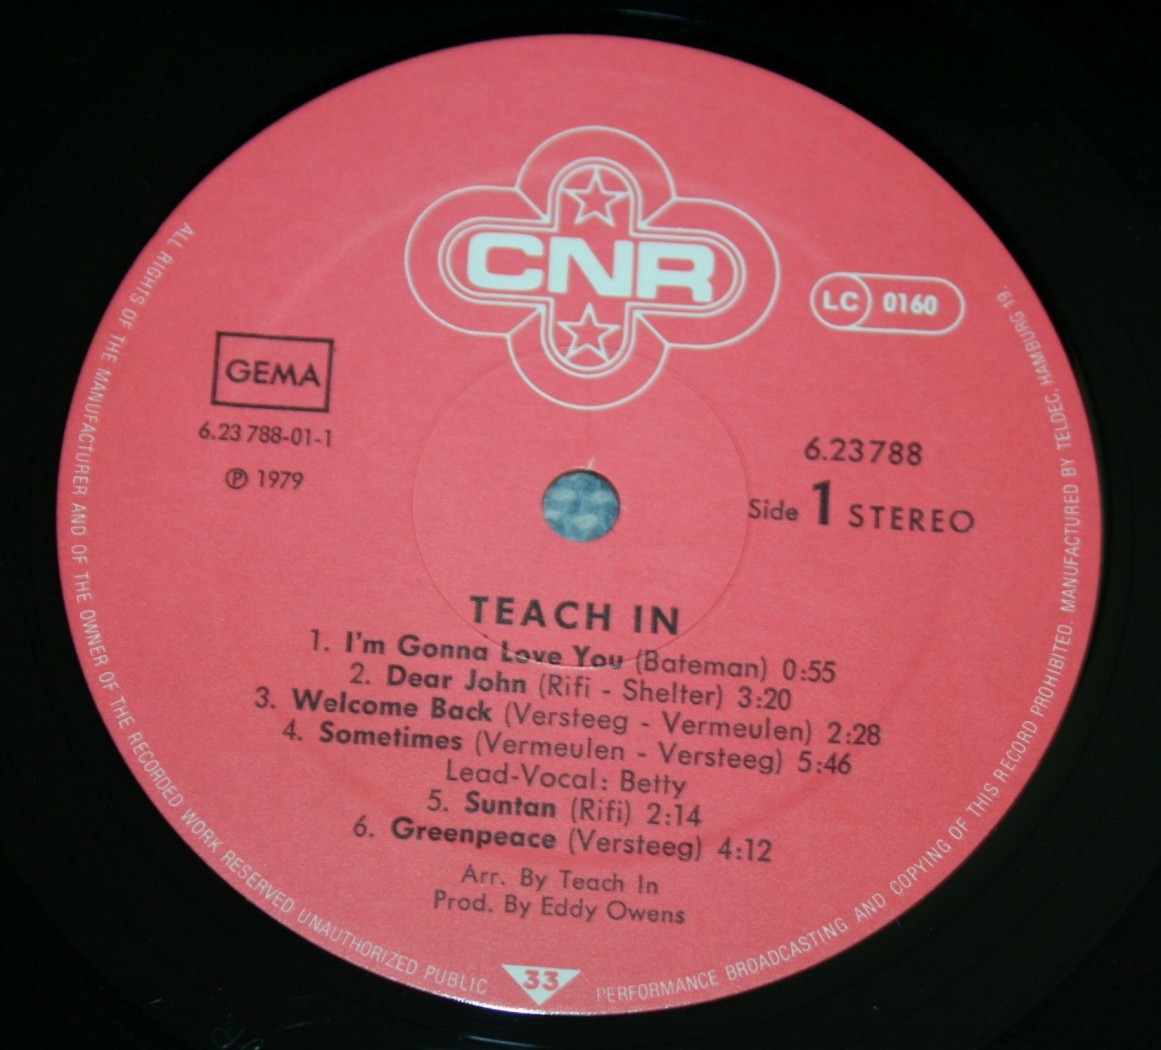 CNR
LC 0160
GEMA
6.23 788-01-1
℗ 1979
6.23788
Side 1 STEREO
TEACH IN
1. I'm Gonna Love You (Bateman) 0:55
2. Dear John (Rifi - Shelter) 3:20
3. Welcome Back (Versteeg - Vermeulen) 2:28
4. Sometimes (Vermeulen - Versteeg) 5:46
Lead-Vocal: Betty
5. Suntan (Rifi) 2:14
6. Greenpeace (Versteeg) 4:12
Arr. By Teach In
Prod. By Eddy Owens
33
ALL RIGHTS OF THE MANUFACTURER AND OF THE OWNER OF THE RECORDED WORK RESERVED UNAUTHORIZED PUBLIC PERFORMANCE BROADCASTING AND COPYING OF THIS RECORD PROHIBITED. MANUFACTURED BY TELDEC, HAMBURG 19.